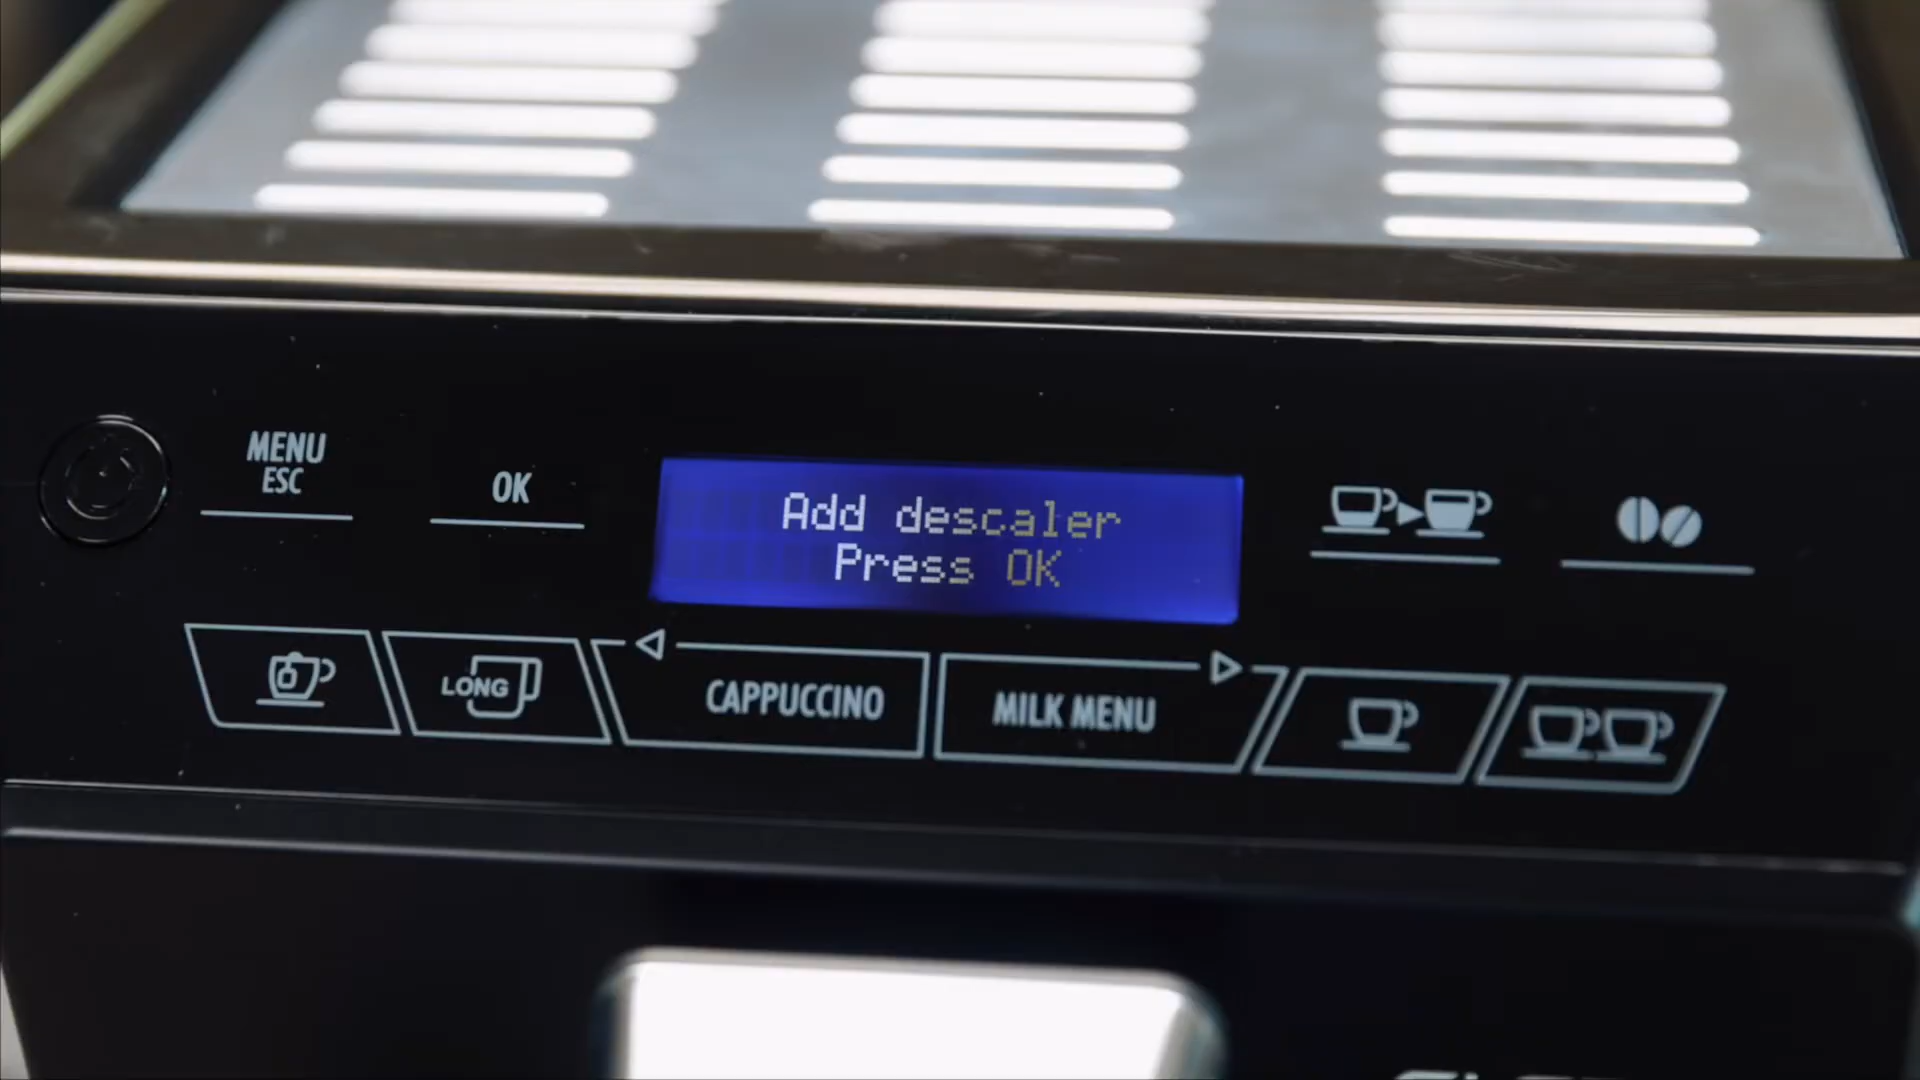 MENU
ESC
OK
Add descaler
Press OK
LONG
CAPPUCCINO
MILK MENU